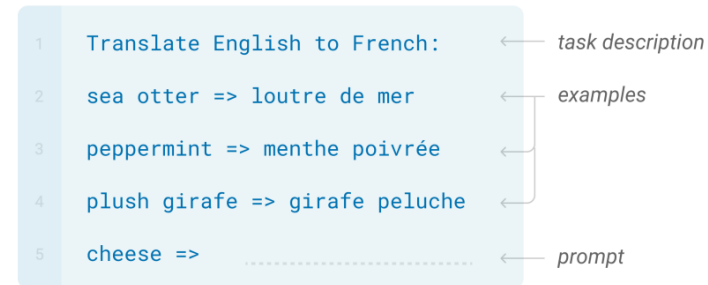 1 Translate English to French: task description
2 sea otter => loutre de mer examples
3 peppermint => menthe poivrée
4 plush girafe => girafe peluche
5 cheese => prompt